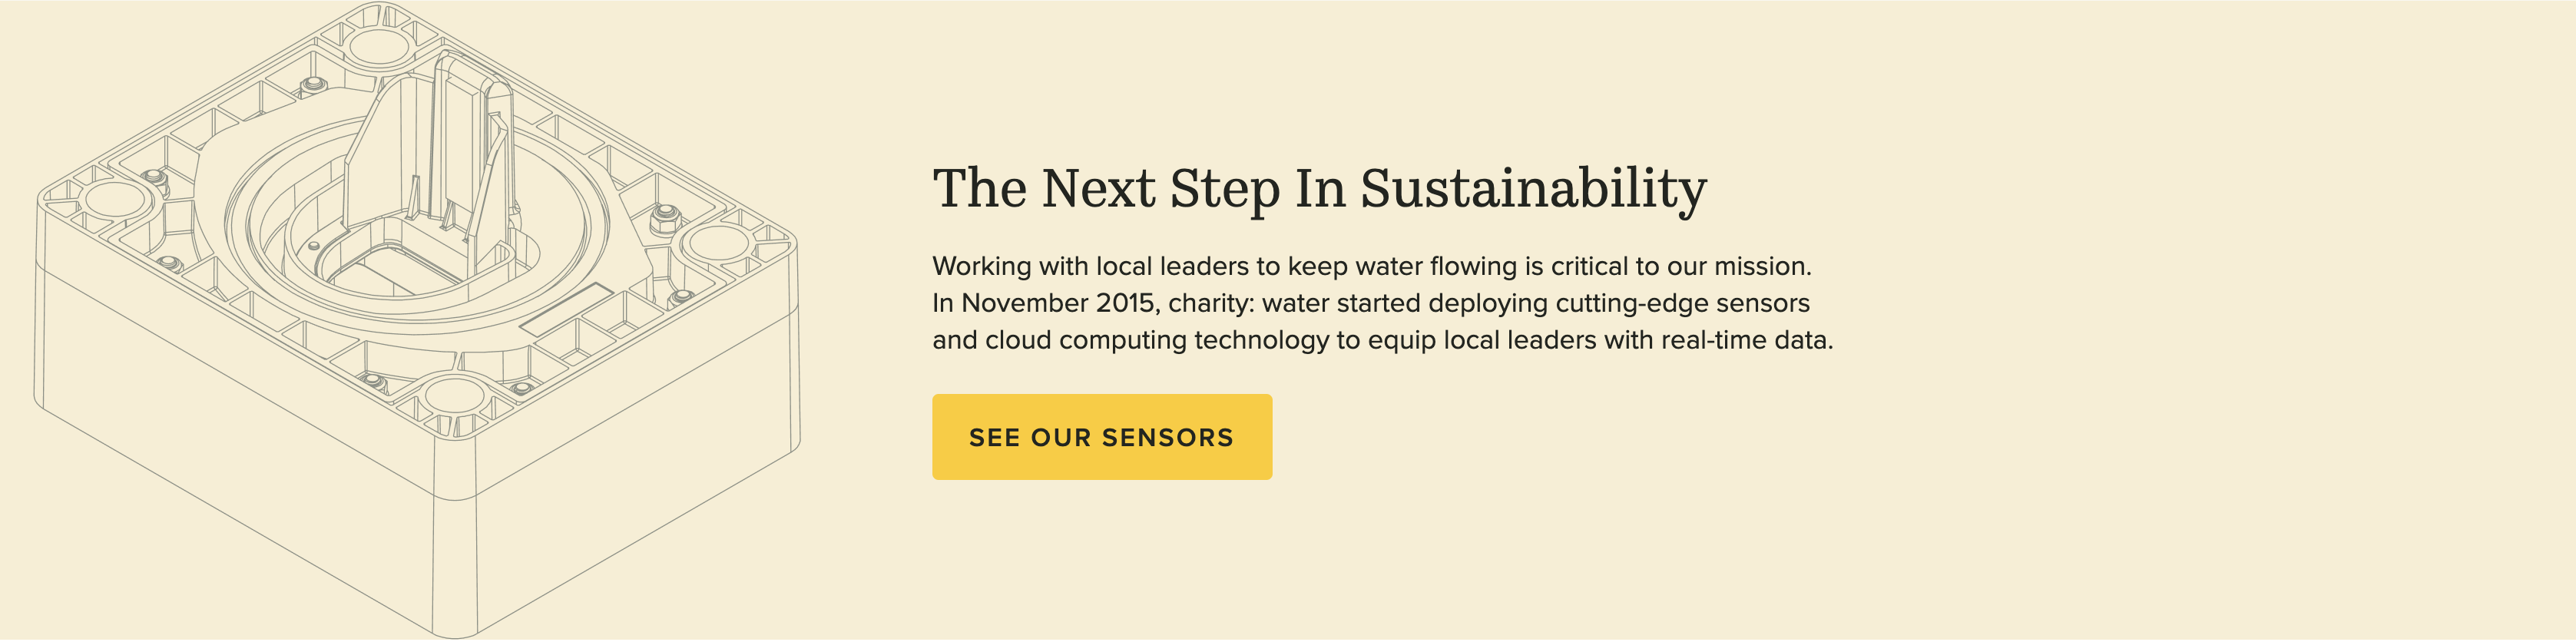 The Next Step In Sustainability
Working with local leaders to keep water flowing is critical to our mission.
In November 2015, charity: water started deploying cutting-edge sensors
and cloud computing technology to equip local leaders with real-time data.
SEE OUR SENSORS